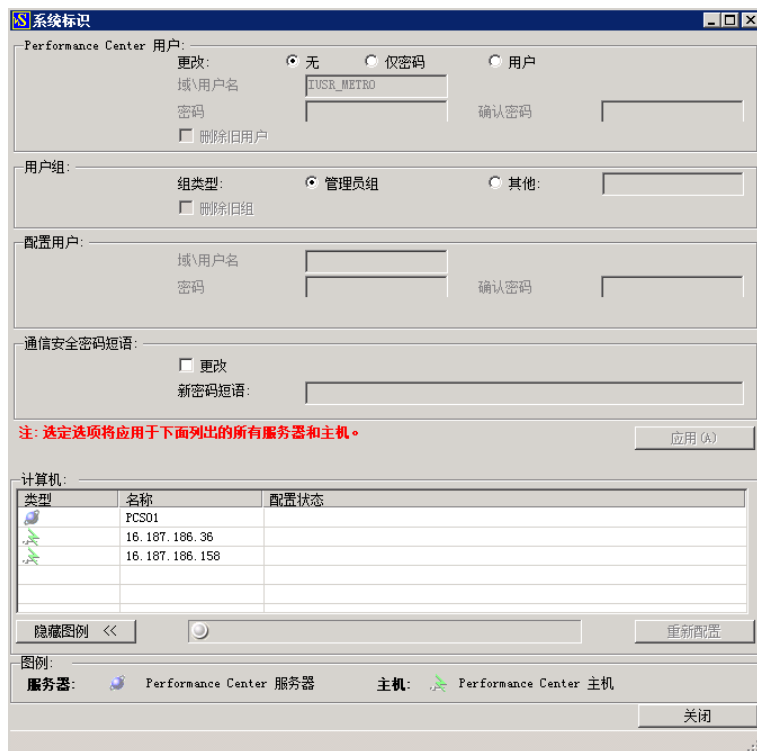 系统标识
Performance Center 用户:
更改: 无 仅密码 用户
域\用户名 IUSR_METRO
密码 确认密码
删除旧用户
用户组:
组类型: 管理员组 其他:
删除旧组
配置用户:
域\用户名
密码 确认密码
通信安全密码短语:
更改
新密码短语:
注: 选定选项将应用于下面列出的所有服务器和主机。
应用(A)
计算机:
类型 名称 配置状态
PCS01
16.187.186.36
16.187.186.158
隐藏图例 << 重新配置
图例:
服务器: Performance Center 服务器 主机: Performance Center 主机
关闭